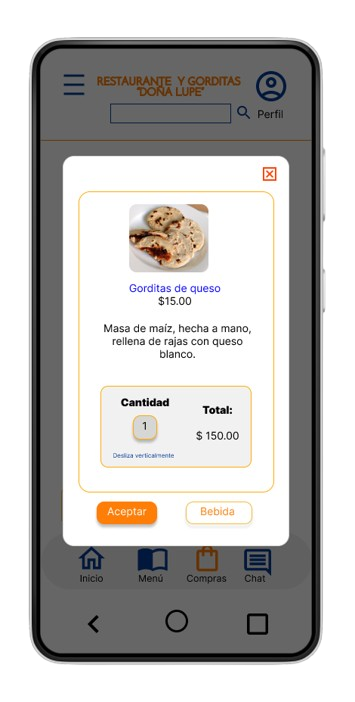 RESTAURANTE Y GORDITAS
"DOÑA LUPE"
Perfil
Gorditas de queso
$15.00
Masa de maíz, hecha a mano,
rellena de rajas con queso
blanco.
Cantidad
Total:
1
$ 150.00
Desliza verticalmente
Aceptar
Bebida
Inicio
Menú
Compras
Chat